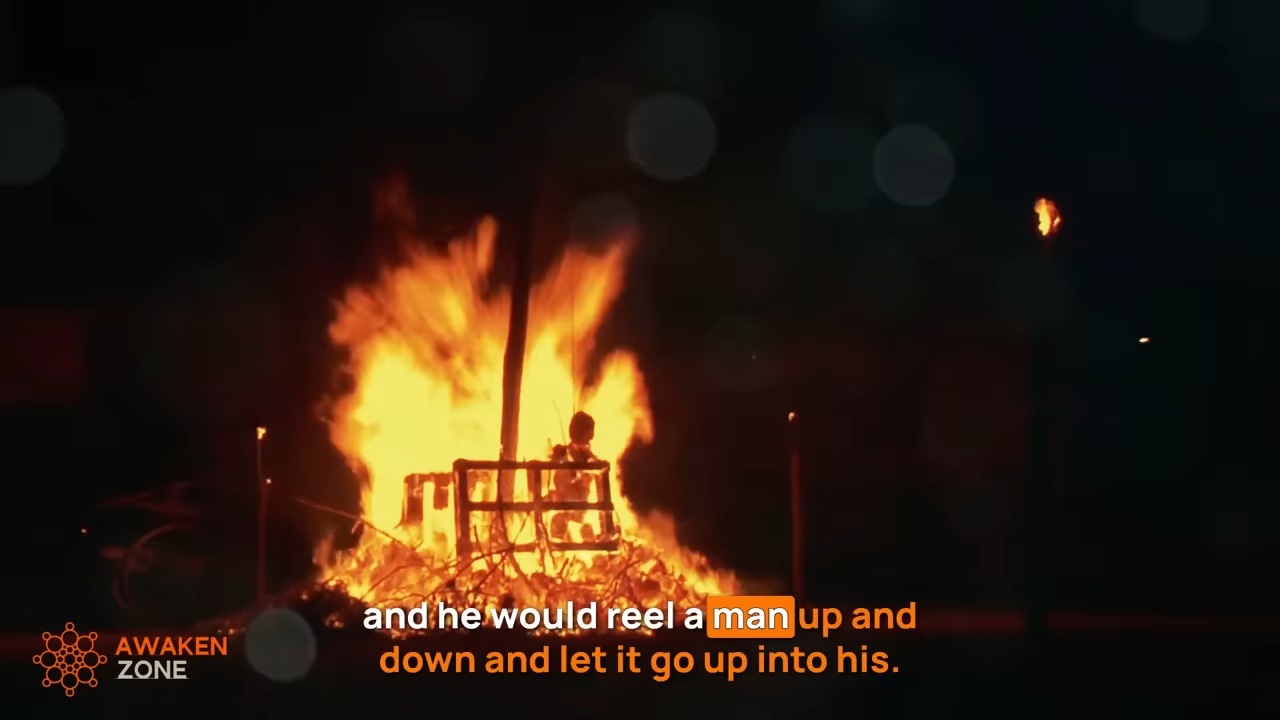 and he would reel a man up and
down and let it go up into his.
AWAKEN
ZONE